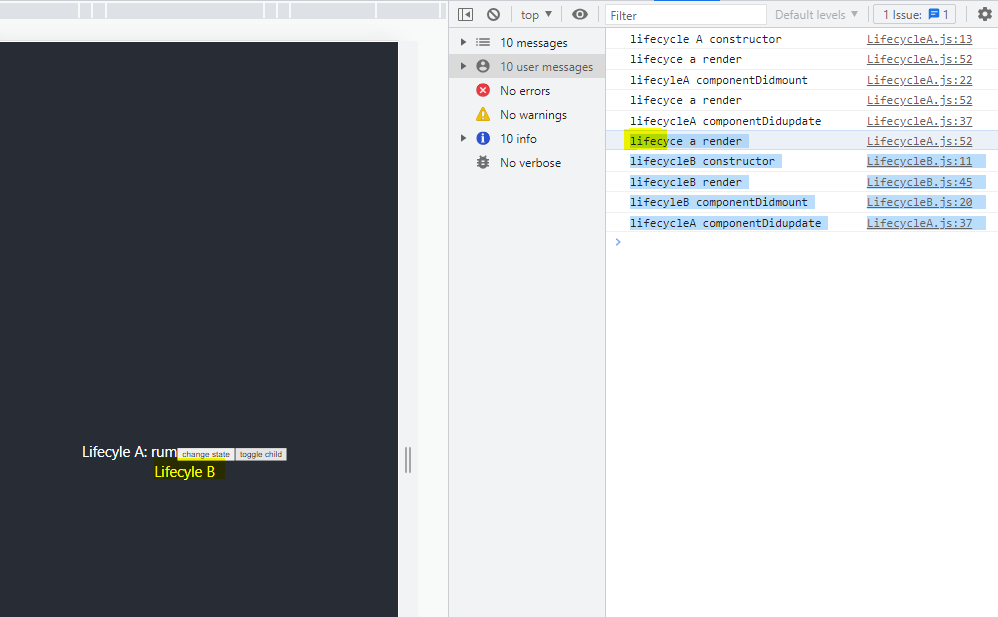 top ▼
Filter
Default levels ▼
1 Issue: 1
10 messages
10 user messages
No errors
No warnings
10 info
No verbose
lifecycle A constructor LifecycleA.js:13
lifecyce a render LifecycleA.js:52
lifecyleA componentDidmount LifecycleA.js:22
lifecyce a render LifecycleA.js:52
lifecycleA componentDidupdate LifecycleA.js:37
lifecyce a render LifecycleA.js:52
lifecycleB constructor LifecycleB.js:11
lifecycleB render LifecycleB.js:45
lifecyleB componentDidmount LifecycleB.js:20
lifecycleA componentDidupdate LifecycleA.js:37
Lifecyle A: rum change state toggle child
Lifecyle B